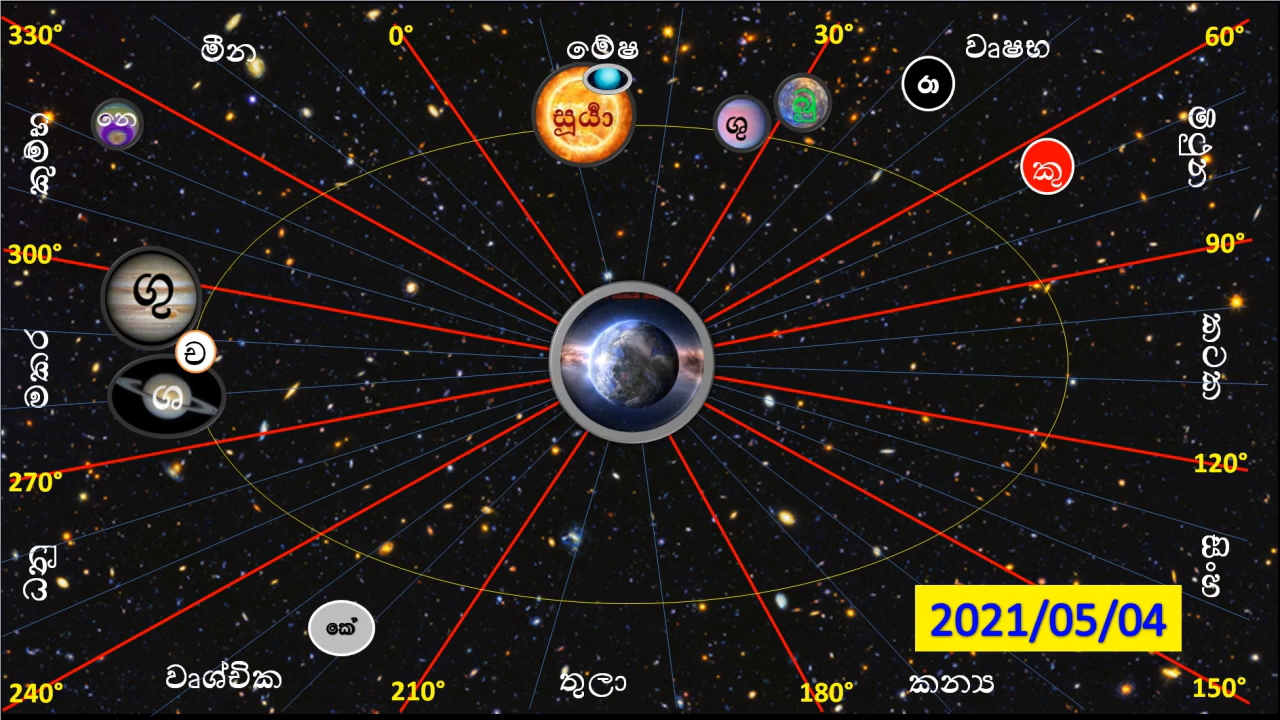 330°
0°
30°
60°
මීන
මේෂ
වෘෂභ
සූර්‍යා
ශු
බු
රා
නෙ
කුම්භ
මිථුන
කු
300°
90°
ගු
ච
ශ
මකර
කටක
270°
120°
ධනු
සිංහ
කේ
2021/05/04
වෘශ්චික
තුලා
කන්‍ය
240°
210°
180°
150°